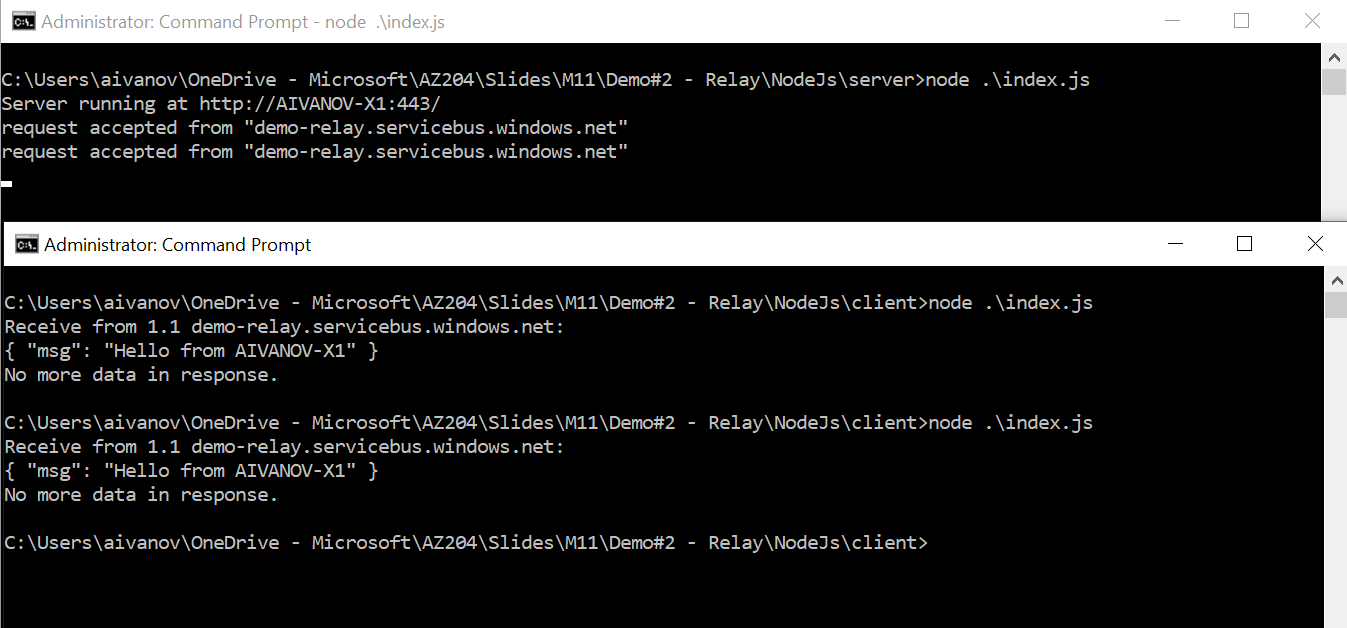 Administrator: Command Prompt - node  .\index.js
C:\Users\aivanov\OneDrive - Microsoft\AZ204\Slides\M11\Demo#2 - Relay\NodeJs\server>node .\index.js
Server running at http://AIVANOV-X1:443/
request accepted from "demo-relay.servicebus.windows.net"
request accepted from "demo-relay.servicebus.windows.net"
Administrator: Command Prompt
C:\Users\aivanov\OneDrive - Microsoft\AZ204\Slides\M11\Demo#2 - Relay\NodeJs\client>node .\index.js
Receive from 1.1 demo-relay.servicebus.windows.net:
{ "msg": "Hello from AIVANOV-X1" }
No more data in response.
C:\Users\aivanov\OneDrive - Microsoft\AZ204\Slides\M11\Demo#2 - Relay\NodeJs\client>node .\index.js
Receive from 1.1 demo-relay.servicebus.windows.net:
{ "msg": "Hello from AIVANOV-X1" }
No more data in response.
C:\Users\aivanov\OneDrive - Microsoft\AZ204\Slides\M11\Demo#2 - Relay\NodeJs\client>